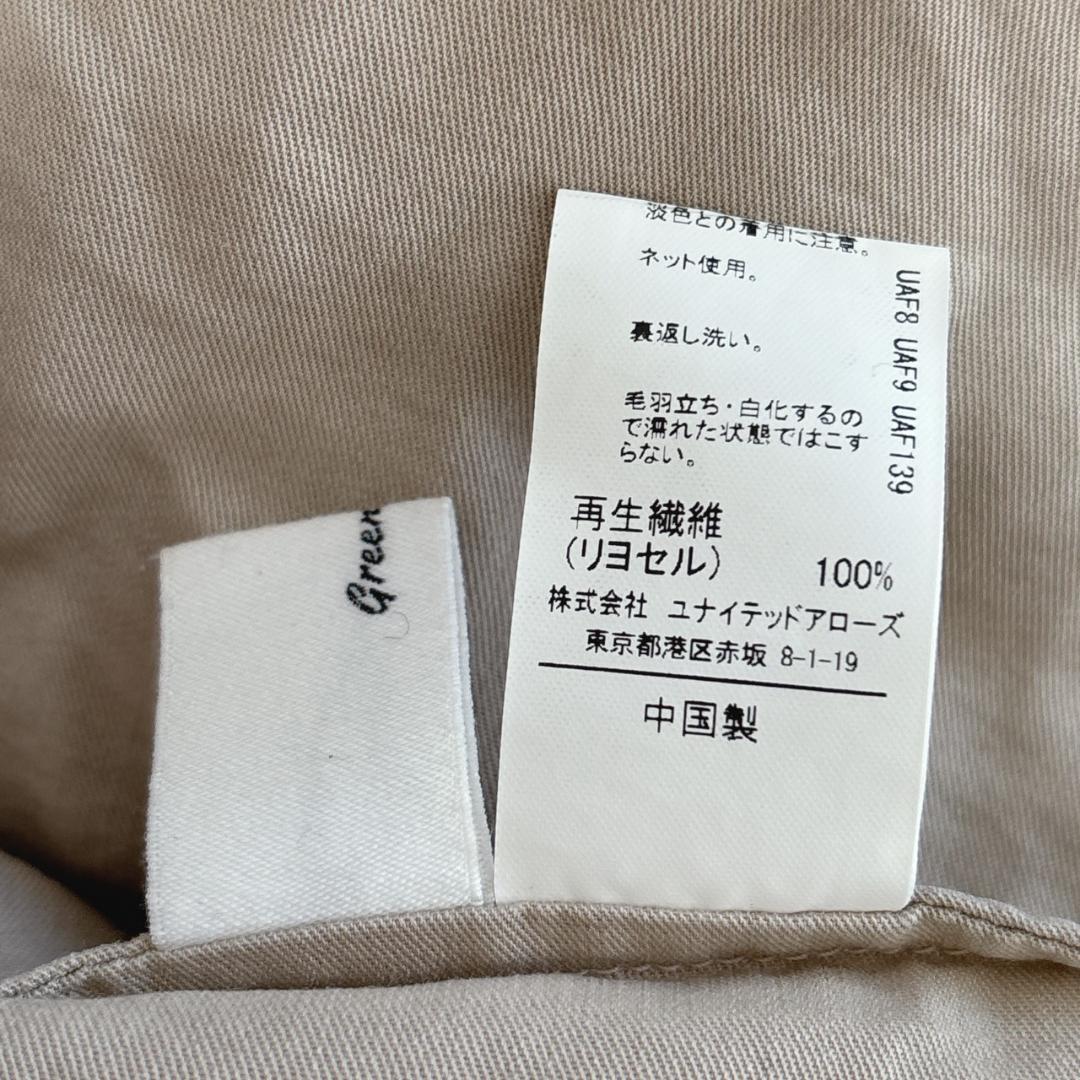 淡色との着用に注意。
ネット使用。
裏返し洗い。
毛羽立ち・白化するの
で濡れた状態ではこす
らない。
再生繊維
(リヨセル) 100%
株式会社 ユナイテッドアローズ
東京都港区赤坂 8-1-19
中国製
UAF8 UAF9 UAF139
Green